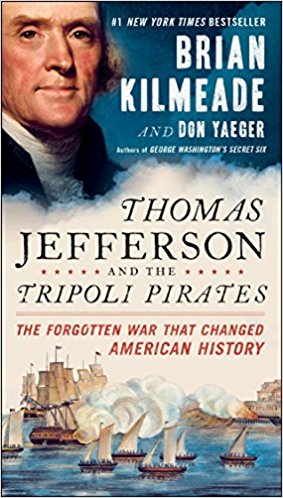 #1 NEW YORK TIMES BESTSELLER
BRIAN
KILMEADE
AND DON YAEGER
Authors of GEORGE WASHINGTON'S SECRET SIX
THOMAS
JEFFERSON
AND THE
TRIPOLI PIRATES
THE FORGOTTEN WAR THAT CHANGED
AMERICAN HISTORY